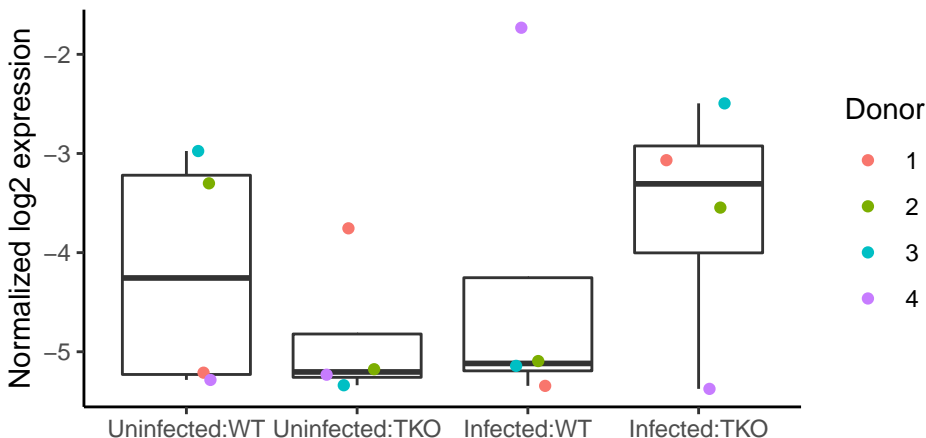 Normalized log2 expression
−2
−3
−4
−5
Uninfected:WT Uninfected:TKO Infected:WT Infected:TKO
Donor
1
2
3
4